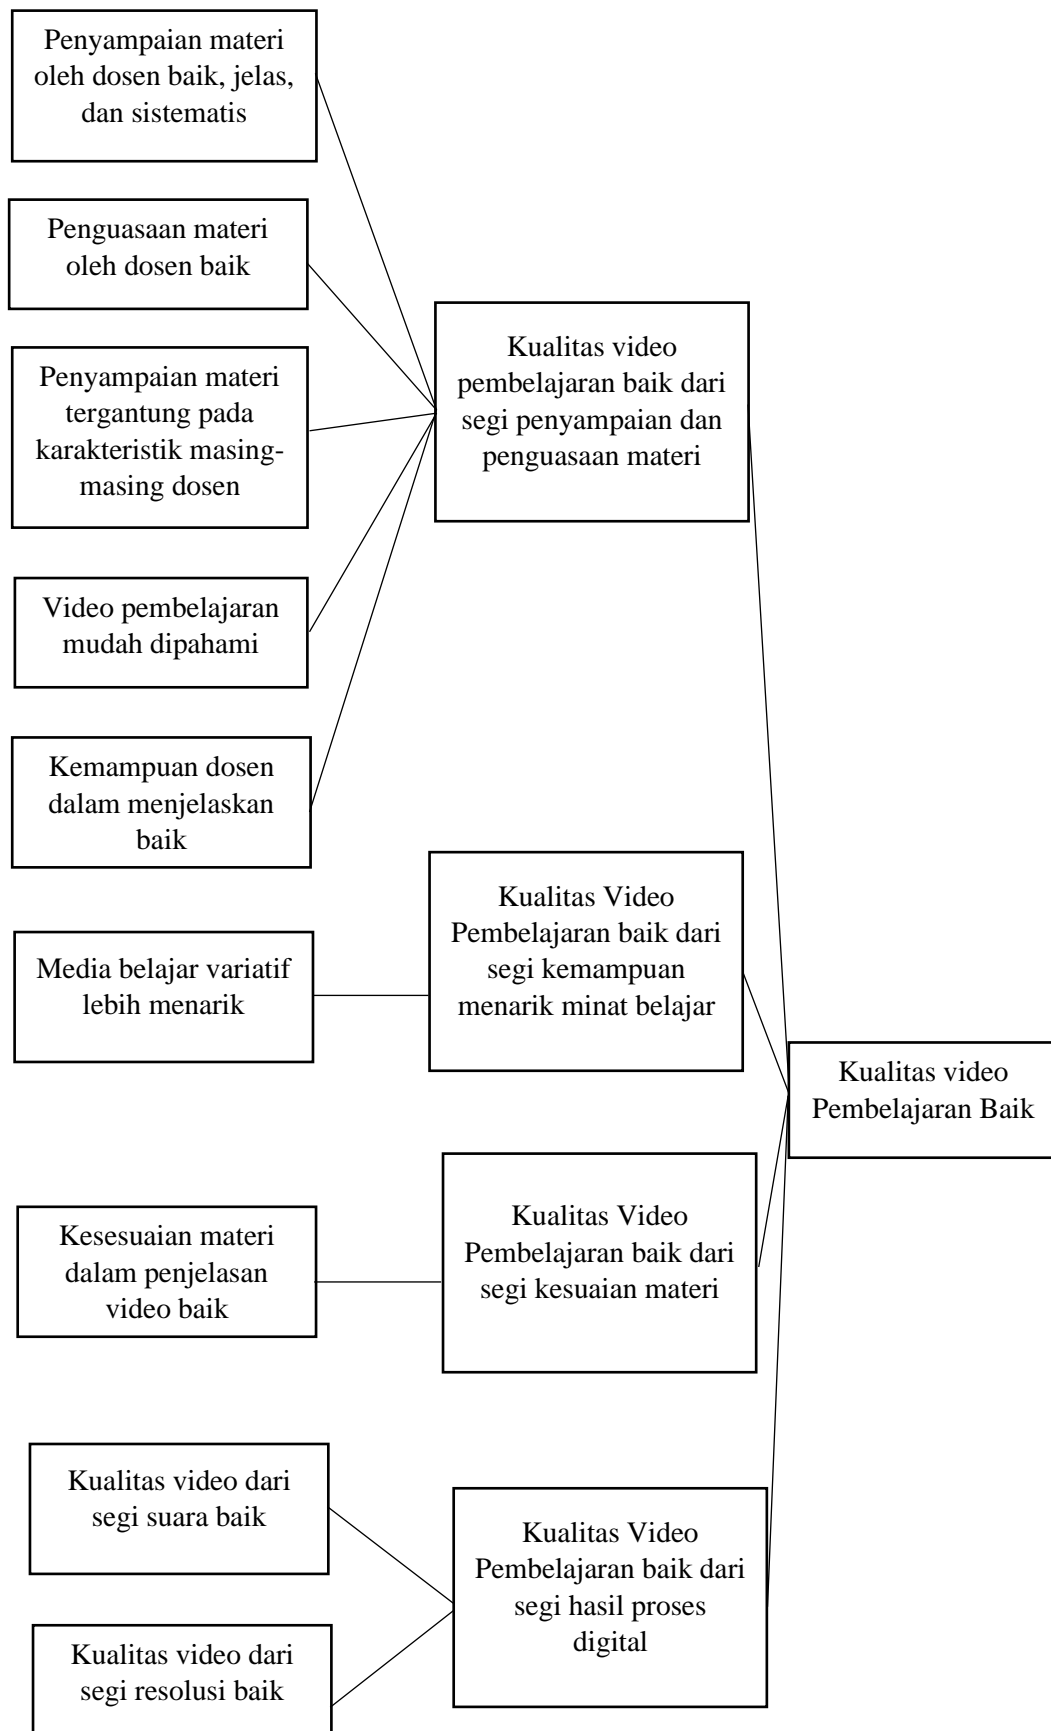 Penyampaian materi
oleh dosen baik, jelas,
dan sistematis
Penguasaan materi
oleh dosen baik
Penyampaian materi
tergantung pada
karakteristik masing-
masing dosen
Video pembelajaran
mudah dipahami
Kemampuan dosen
dalam menjelaskan
baik
Kualitas video
pembelajaran baik dari
segi penyampaian dan
penguasaan materi
Media belajar variatif
lebih menarik
Kualitas Video
Pembelajaran baik dari
segi kemampuan
menarik minat belajar
Kesesuaian materi
dalam penjelasan
video baik
Kualitas Video
Pembelajaran baik dari
segi kesuaian materi
Kualitas video dari
segi suara baik
Kualitas video dari
segi resolusi baik
Kualitas Video
Pembelajaran baik dari
segi hasil proses
digital
Kualitas video
Pembelajaran Baik